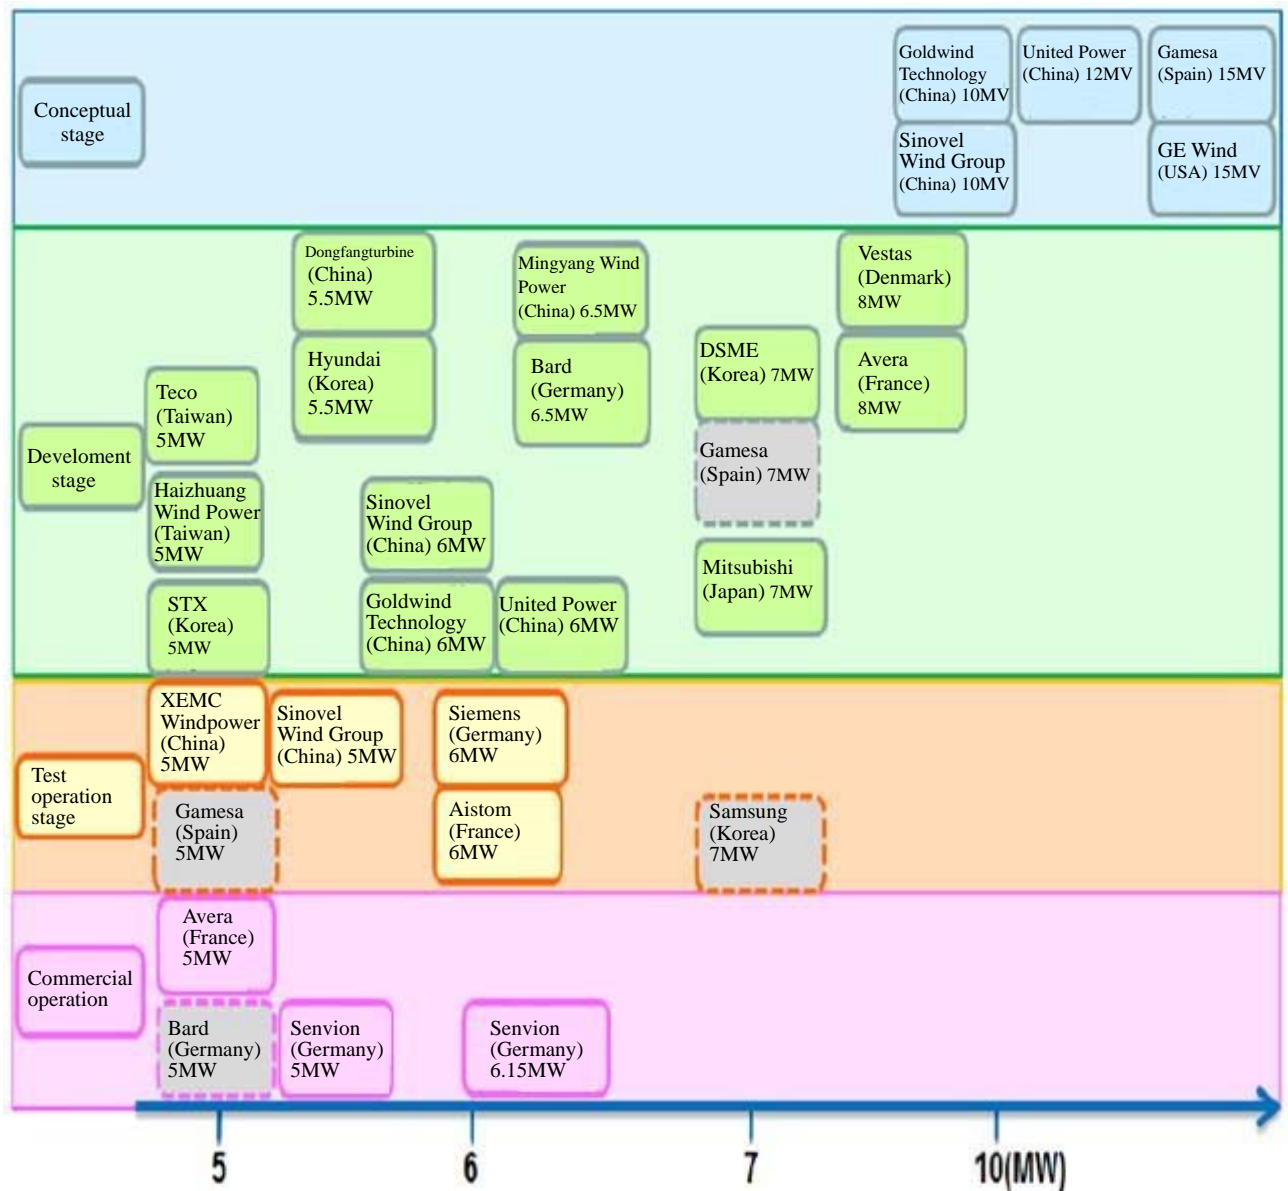 Conceptual
stage
Goldwind
Technology
(China) 10MV
United Power
(China) 12MV
Gamesa
(Spain) 15MV
Sinovel
Wind Group
(China) 10MV
GE Wind
(USA) 15MV
Develoment
stage
Dongfangturbine
(China)
5.5MW
Mingyang Wind
Power
(China) 6.5MW
Vestas
(Denmark)
8MW
Hyundai
(Korea)
5.5MW
Bard
(Germany)
6.5MW
DSME
(Korea) 7MW
Avera
(France)
8MW
Teco
(Taiwan)
5MW
Gamesa
(Spain) 7MW
Haizhuang
Wind Power
(Taiwan)
5MW
Sinovel
Wind Group
(China) 6MW
Mitsubishi
(Japan) 7MW
STX
(Korea)
5MW
Goldwind
Technology
(China) 6MW
United Power
(China) 6MW
Test
operation
stage
XEMC
Windpower
(China)
5MW
Sinovel
Wind Group
(China) 5MW
Siemens
(Germany)
6MW
Gamesa
(Spain)
5MW
Aistom
(France)
6MW
Samsung
(Korea)
7MW
Commercial
operation
Avera
(France)
5MW
Bard
(Germany)
5MW
Senvion
(Germany)
5MW
Senvion
(Germany)
6.15MW
5 6 7 10(MW)